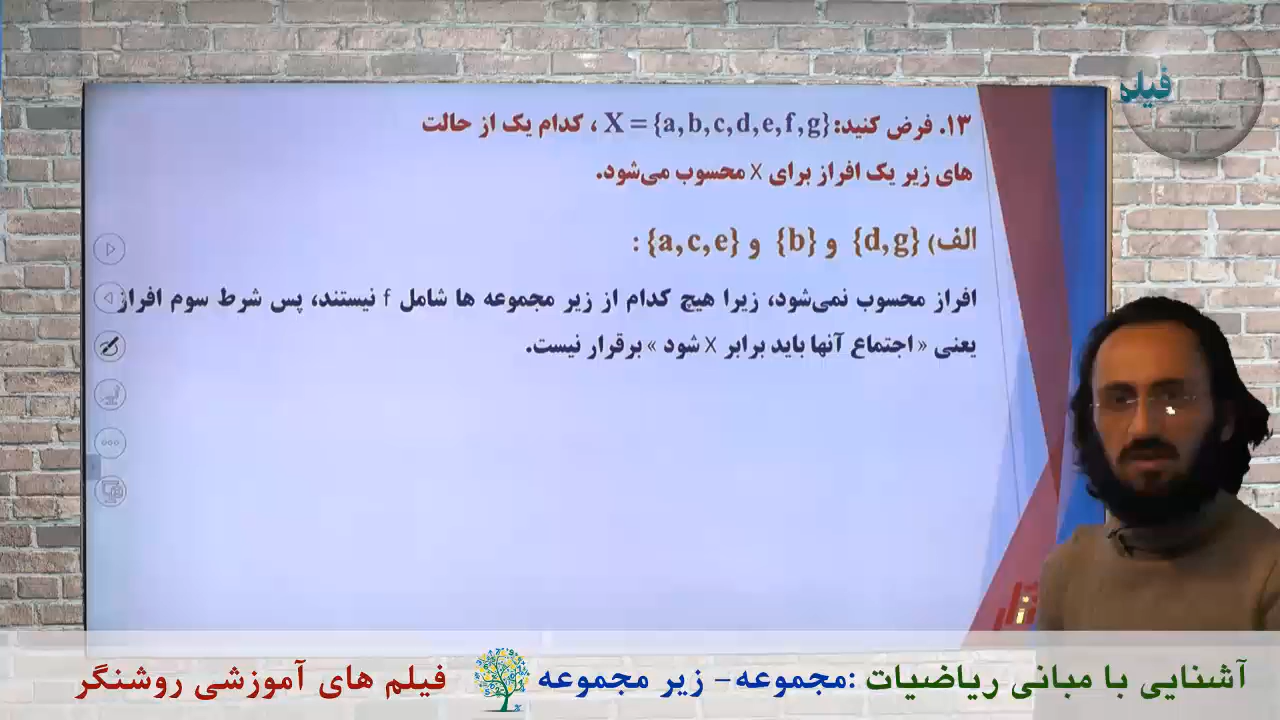 فیلم
۱۳. فرض کنید: X = {a, b, c, d, e, f, g} ، کدام یک از حالت
های زیر یک افراز برای X محسوب می‌شود.
الف) {d, g} و {b} و {a, c, e} :
افراز محسوب نمی‌شود، زیرا هیچ کدام از زیر مجموعه ها شامل f نیستند، پس شرط سوم افراز
یعنی « اجتماع آنها باید برابر X شود » برقرار نیست.
آشنایی با مبانی ریاضیات :مجموعه- زیر مجموعه فیلم های آموزشی روشنگر